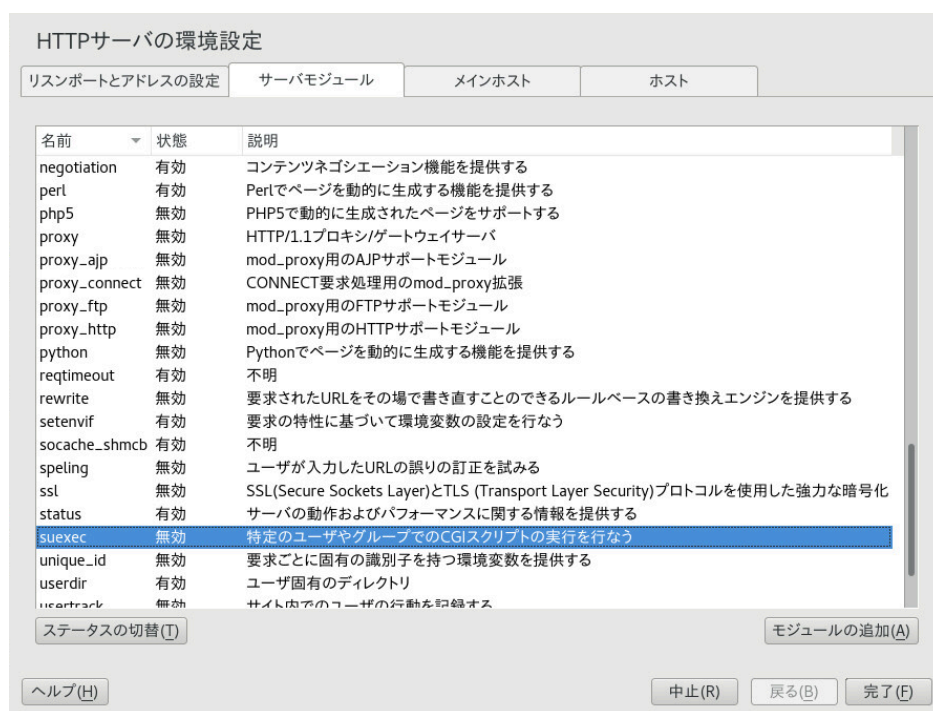 HTTPサーバの環境設定
リスンポートとアドレスの設定 サーバモジュール メインホスト ホスト
名前 状態 説明
negotiation 有効 コンテンツネゴシエーション機能を提供する
perl 有効 Perlでページを動的に生成する機能を提供する
php5 無効 PHP5で動的に生成されたページをサポートする
proxy 無効 HTTP/1.1プロキシ/ゲートウェイサーバ
proxy_ajp 無効 mod_proxy用のAJPサポートモジュール
proxy_connect 無効 CONNECT要求処理用のmod_proxy拡張
proxy_ftp 無効 mod_proxy用のFTPサポートモジュール
proxy_http 無効 mod_proxy用のHTTPサポートモジュール
python 無効 Pythonでページを動的に生成する機能を提供する
reqtimeout 有効 不明
rewrite 無効 要求されたURLをその場で書き直すことのできるルールベースの書き換えエンジンを提供する
setenvif 有効 要求の特性に基づいて環境変数の設定を行なう
socache_shmcb 有効 不明
speling 無効 ユーザが入力したURLの誤りの訂正を試みる
ssl 無効 SSL(Secure Sockets Layer)とTLS (Transport Layer Security)プロトコルを使用した強力な暗号化
status 有効 サーバの動作およびパフォーマンスに関する情報を提供する
suexec 無効 特定のユーザやグループでのCGIスクリプトの実行を行なう
unique_id 無効 要求ごとに固有の識別子を持つ環境変数を提供する
userdir 有効 ユーザ固有のディレクトリ
usertrack 無効 サイト内でのユーザの行動を記録する
ステータスの切替(T) モジュールの追加(A)
ヘルプ(H) 中止(R) 戻る(B) 完了(F)